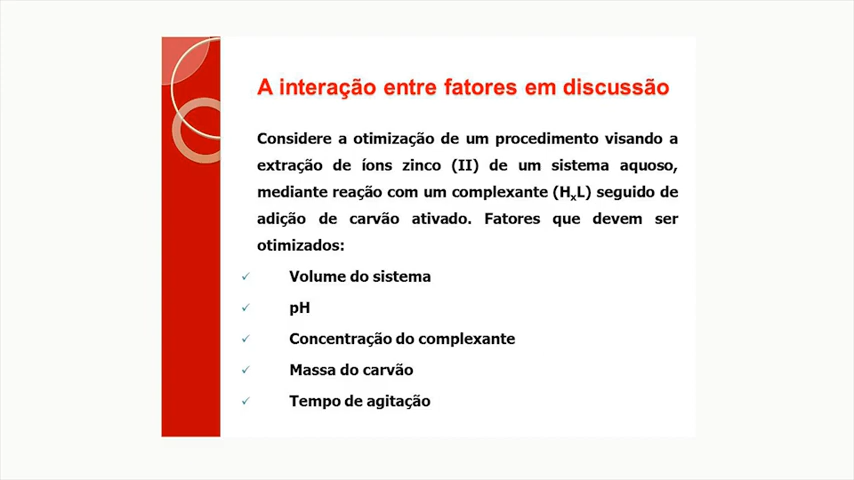 A interação entre fatores em discussão
Considere a otimização de um procedimento visando a
extração de íons zinco (II) de um sistema aquoso,
mediante reação com um complexante (HxL) seguido de
adição de carvão ativado. Fatores que devem ser
otimizados:
✓ Volume do sistema
✓ pH
✓ Concentração do complexante
✓ Massa do carvão
✓ Tempo de agitação